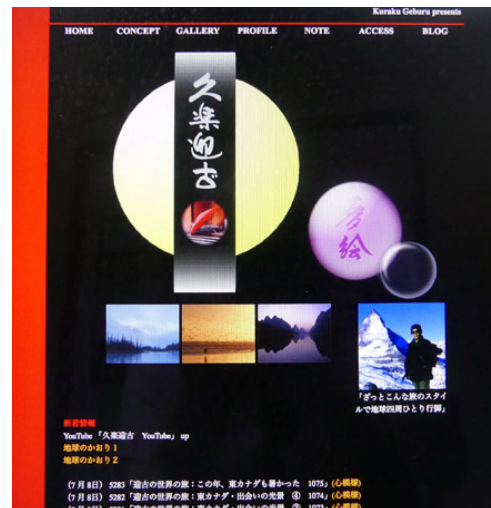 Kuraku Geburu presents
HOME CONCEPT GALLERY PROFILE NOTE ACCESS BLOG
久楽迎古
彦絵
「ざっとこんな旅のスタイ
ルで地球四周ひとり行脚」
新着情報
YouTube 「久楽迎古 YouTube」 up
地球のかおり1
地球のかおり2
(7月8日) 5283「迎古の世界の旅:この年、東カナダも暑かった 1075」(心模様)
(7月8日) 5282「迎古の世界の旅:東カナダ・出会いの光景 ④ 1074」(心模様)